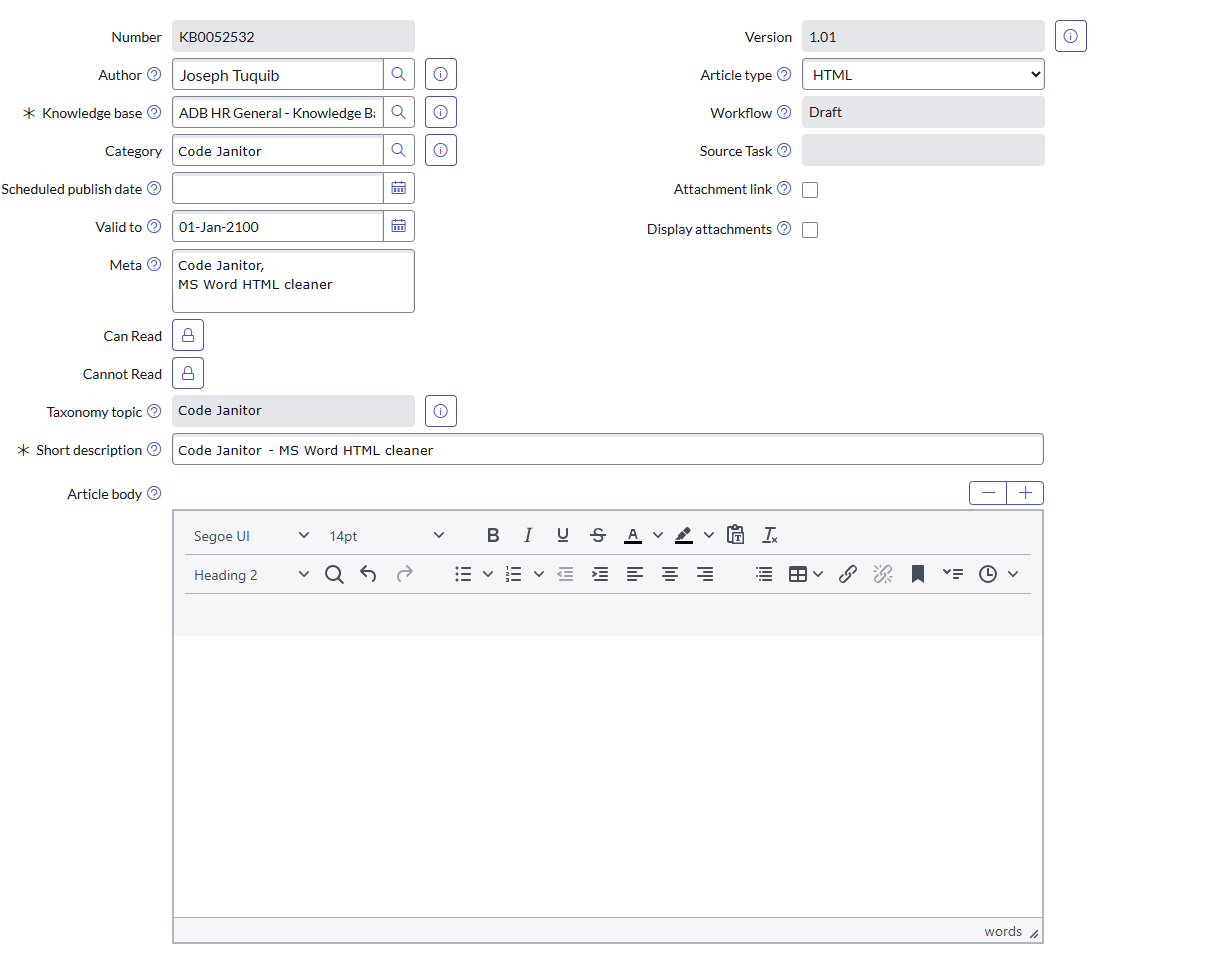 Number KB0052532 Version 1.01
Author Joseph Tuquib Article type HTML
Knowledge base ADB HR General - Knowledge Ba Workflow Draft
Category Code Janitor Source Task
Scheduled publish date Attachment link
Valid to 01-Jan-2100 Display attachments
Meta Code Janitor,
MS Word HTML cleaner
Can Read
Cannot Read
Taxonomy topic Code Janitor
Short description Code Janitor - MS Word HTML cleaner
Article body
Segoe UI 14pt
Heading 2
words